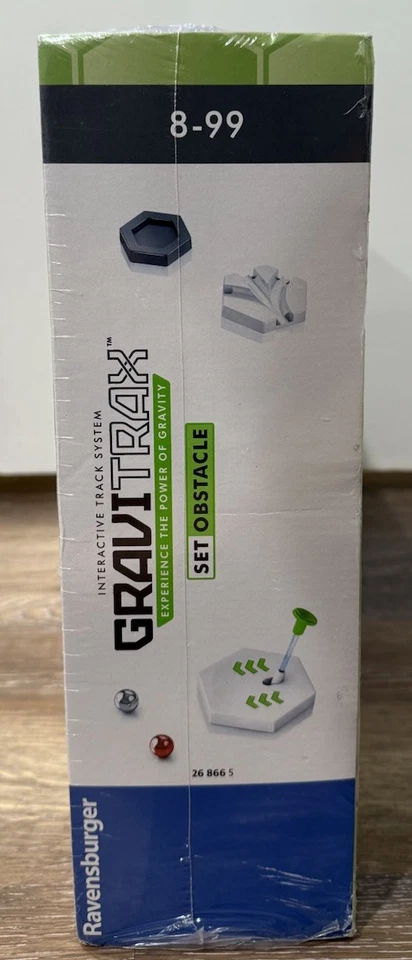 8-99
INTERACTIVE TRACK SYSTEM
GRAVITRAX™
EXPERIENCE THE POWER OF GRAVITY
SET OBSTACLE
26 866 5
Ravensburger